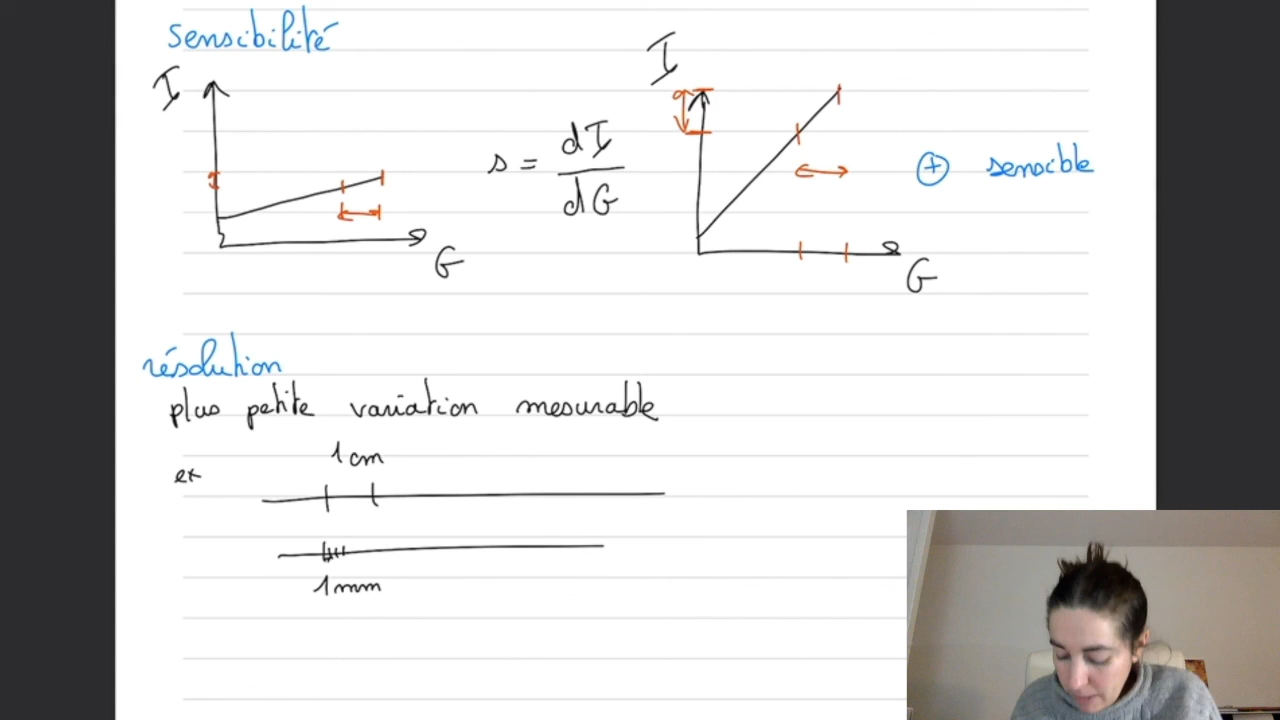 sensibilité
I
G
s = dI/dG
I
G
⊕ sensible
résolution
plus petite variation mesurable
1 cm
ex
1 mm